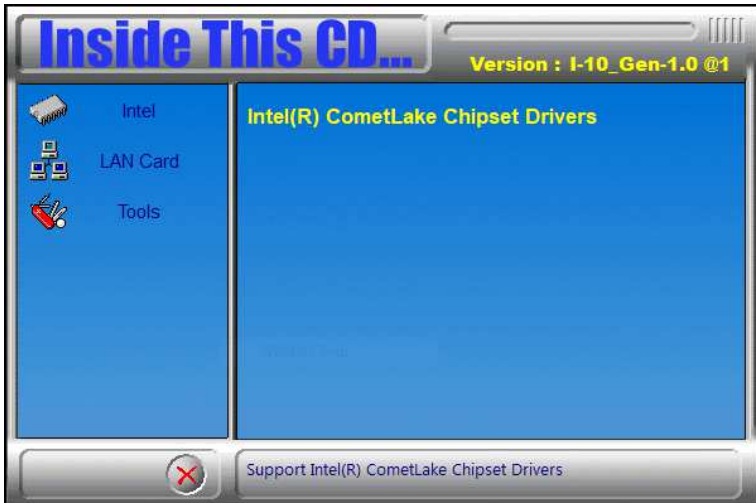 Inside This CD...
Version : I-10_Gen-1.0 @1
Intel
LAN Card
Tools
Intel(R) CometLake Chipset Drivers
Support Intel(R) CometLake Chipset Drivers